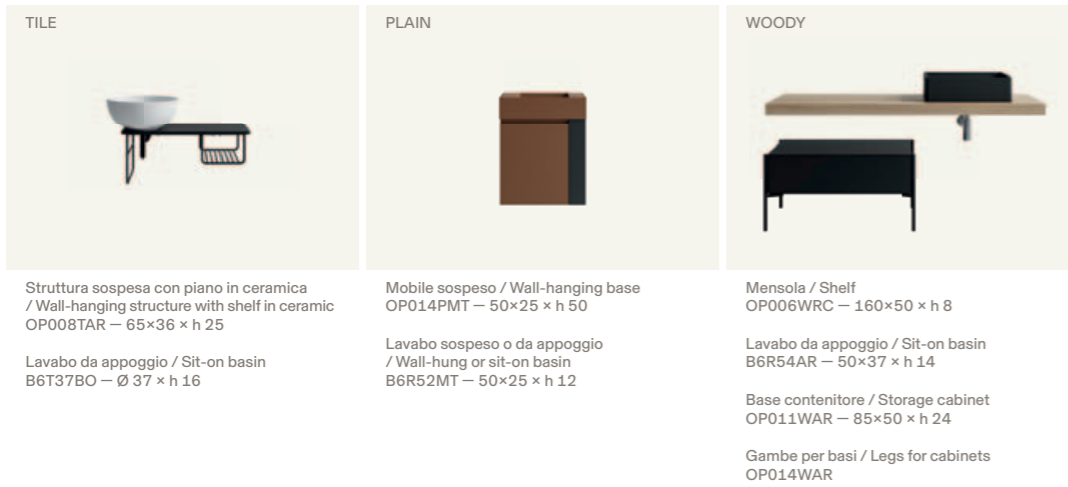 TILE
Struttura sospesa con piano in ceramica
/ Wall-hanging structure with shelf in ceramic
OP008TAR — 65×36 × h 25
Lavabo da appoggio / Sit-on basin
B6T37BO — Ø 37 × h 16
PLAIN
Mobile sospeso / Wall-hanging base
OP014PMT — 50×25 × h 50
Lavabo sospeso o da appoggio
/ Wall-hung or sit-on basin
B6R52MT — 50×25 × h 12
WOODY
Mensola / Shelf
OP006WRC — 160×50 × h 8
Lavabo da appoggio / Sit-on basin
B6R54AR — 50×37 × h 14
Base contenitore / Storage cabinet
OP011WAR — 85×50 × h 24
Gambe per basi / Legs for cabinets
OP014WAR